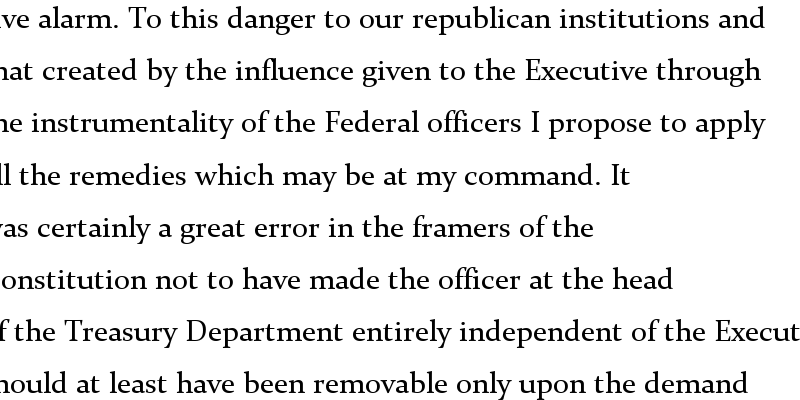 ve alarm. To this danger to our republican institutions and
hat created by the influence given to the Executive through
he instrumentality of the Federal officers I propose to apply
ll the remedies which may be at my command. It
was certainly a great error in the framers of the
onstitution not to have made the officer at the head
f the Treasury Department entirely independent of the Execut
hould at least have been removable only upon the demand